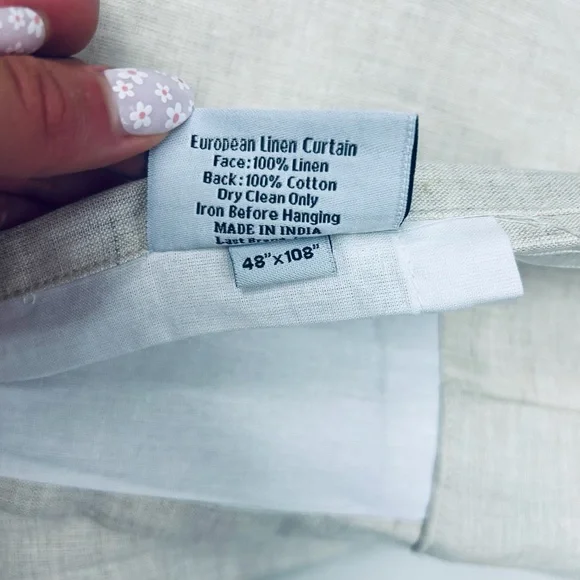 European Linen Curtain
Face:100% Linen
Back:100% Cotton
Dry Clean Only
Iron Before Hanging
MADE IN INDIA
Last
48"x108"